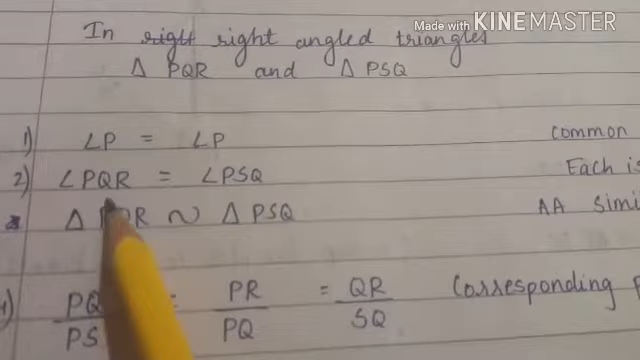 Made with KINEMASTER
In right right angled triangles
Δ PQR and Δ PSQ
1) ∠P = ∠P common
2) ∠PQR = ∠PSQ Each is
Δ PQR ~ Δ PSQ AA Simi
PQ/PS = PR/PQ = QR/SQ Corresponding